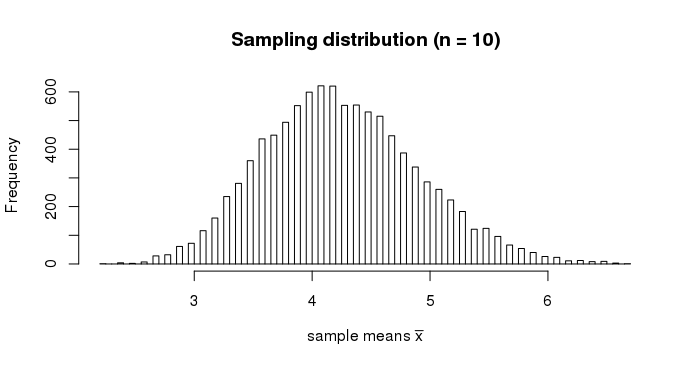 Sampling distribution (n = 10)
600
400
200
0
Frequency
3 4 5 6
sample means x̅